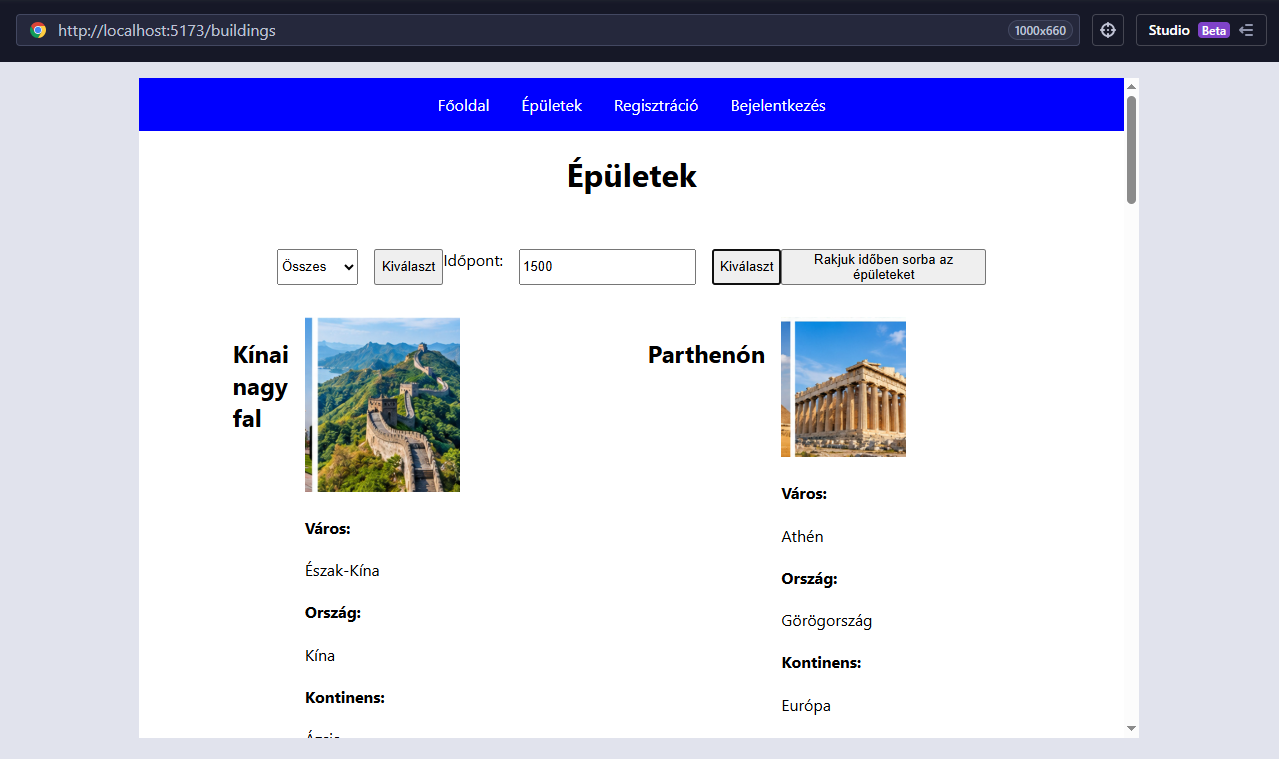 http://localhost:5173/buildings
1000x660
Studio Beta
Főoldal Épületek Regisztráció Bejelentkezés
Épületek
Összes
Kiválaszt
Időpont:
1500
Kiválaszt
Rakjuk időben sorba az
épületeket
Kínai
nagy
fal
Város:
Észak-Kína
Ország:
Kína
Kontinens:
Ázsia
Parthenón
Város:
Athén
Ország:
Görögország
Kontinens:
Európa